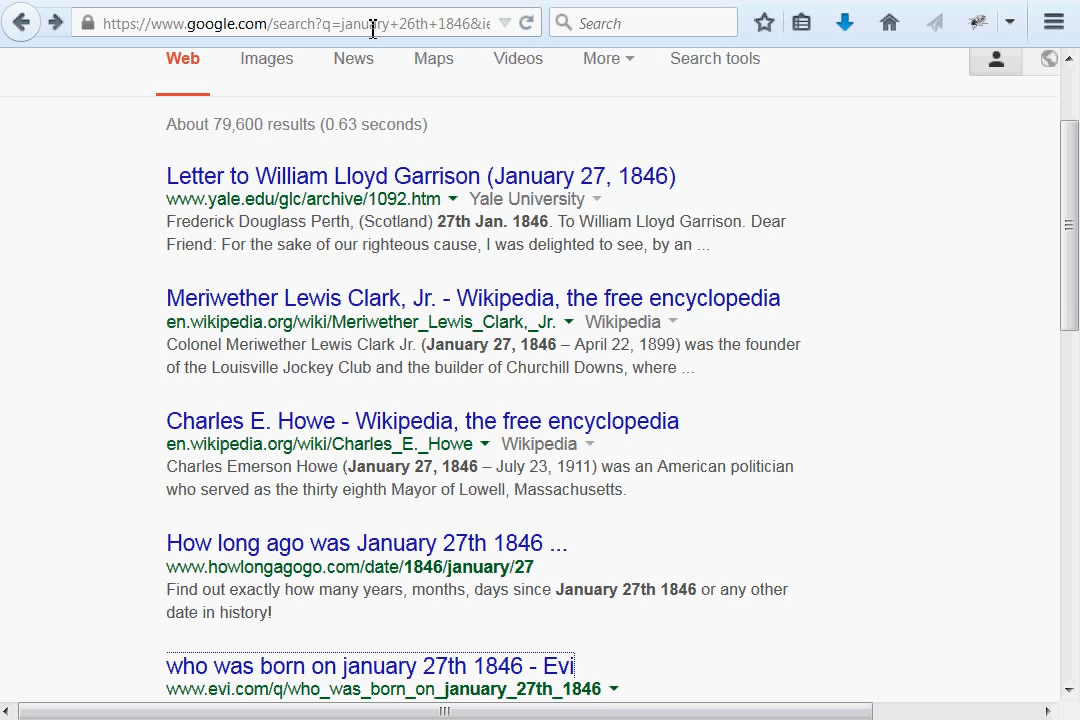 https://www.google.com/search?q=january+26th+1846&ie
Search
Web Images News Maps Videos More Search tools
About 79,600 results (0.63 seconds)
Letter to William Lloyd Garrison (January 27, 1846)
www.yale.edu/glc/archive/1092.htm Yale University
Frederick Douglass Perth, (Scotland) 27th Jan. 1846. To William Lloyd Garrison. Dear
Friend: For the sake of our righteous cause, I was delighted to see, by an ...
Meriwether Lewis Clark, Jr. - Wikipedia, the free encyclopedia
en.wikipedia.org/wiki/Meriwether_Lewis_Clark,_Jr. Wikipedia
Colonel Meriwether Lewis Clark Jr. (January 27, 1846 – April 22, 1899) was the founder
of the Louisville Jockey Club and the builder of Churchill Downs, where ...
Charles E. Howe - Wikipedia, the free encyclopedia
en.wikipedia.org/wiki/Charles_E._Howe Wikipedia
Charles Emerson Howe (January 27, 1846 – July 23, 1911) was an American politician
who served as the thirty eighth Mayor of Lowell, Massachusetts.
How long ago was January 27th 1846 ...
www.howlongagogo.com/date/1846/january/27
Find out exactly how many years, months, days since January 27th 1846 or any other
date in history!
who was born on january 27th 1846 - Evi
www.evi.com/q/who_was_born_on_january_27th_1846